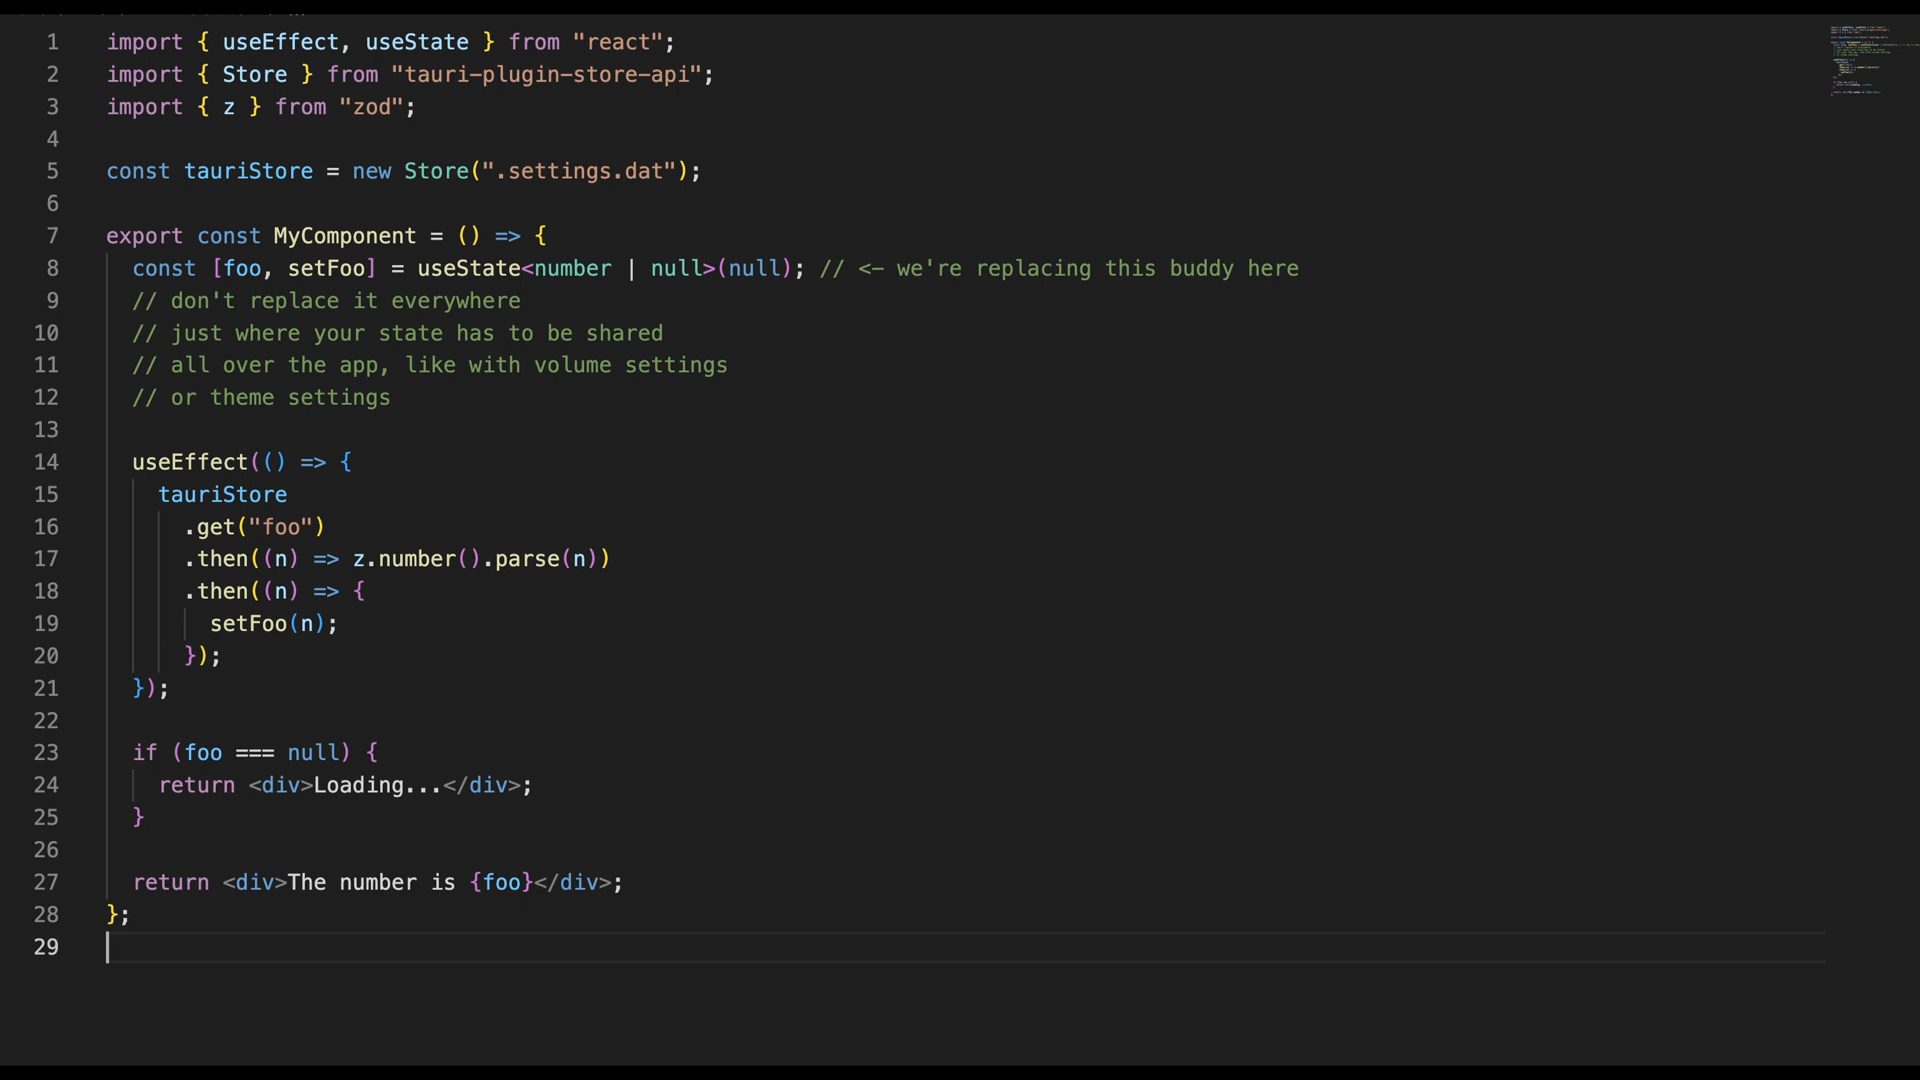 1 import { useEffect, useState } from "react";
2 import { Store } from "tauri-plugin-store-api";
3 import { z } from "zod";
4
5 const tauriStore = new Store(".settings.dat");
6
7 export const MyComponent = () => {
8 const [foo, setFoo] = useState<number | null>(null); // <- we're replacing this buddy here
9 // don't replace it everywhere
10 // just where your state has to be shared
11 // all over the app, like with volume settings
12 // or theme settings
13
14 useEffect(() => {
15 tauriStore
16 .get("foo")
17 .then((n) => z.number().parse(n))
18 .then((n) => {
19 setFoo(n);
20 });
21 });
22
23 if (foo === null) {
24 return <div>Loading...</div>;
25 }
26
27 return <div>The number is {foo}</div>;
28 };
29